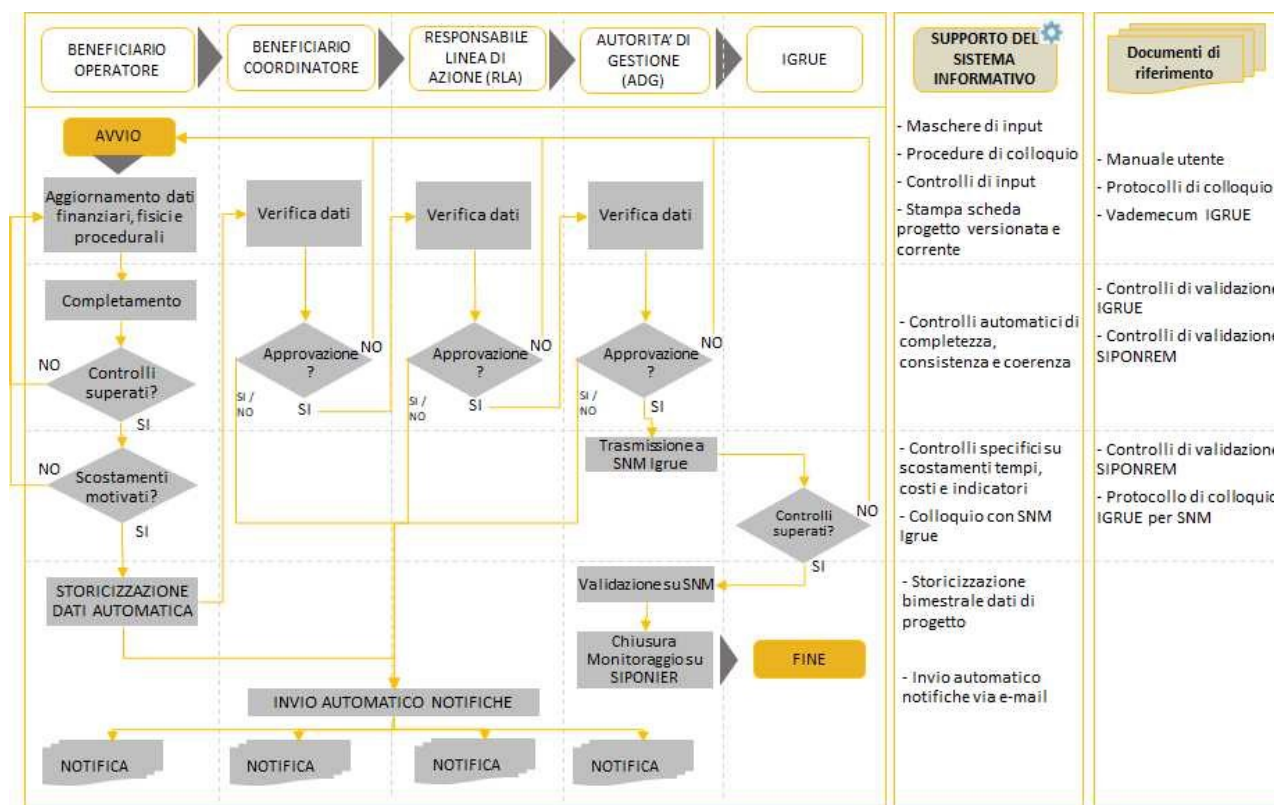 BENEFICIARIO
OPERATORE
BENEFICIARIO
COORDINATORE
RESPONSABILE
LINEA DI
AZIONE (RLA)
AUTORITA' DI
GESTIONE
(ADG)
IGRUE
SUPPORTO DEL
SISTEMA
INFORMATIVO
Documenti di
riferimento
AVVIO
Aggiornamento dati
finanziari, fisici e
procedurali
Verifica dati
Verifica dati
Verifica dati
Completamento
Controlli
superati?
NO
SI
Approvazione
?
NO
SI /
NO
SI
Approvazione
?
NO
SI /
NO
SI
Approvazione
?
NO
SI /
NO
SI
Scostamenti
motivati?
NO
SI
Trasmissione a
SNM Igrue
Controlli
superati?
NO
SI
STORICIZZAZIONE
DATI AUTOMATICA
Validazione su SNM
Chiusura
Monitoraggio su
SIPONIER
FINE
INVIO AUTOMATICO NOTIFICHE
NOTIFICA
NOTIFICA
NOTIFICA
NOTIFICA
- Maschere di input
- Procedure di colloquio
- Controlli di input
- Stampa scheda
progetto versionata e
corrente
- Controlli automatici di
completezza,
consistenza e coerenza
- Controlli specifici su
scostamenti tempi,
costi e indicatori
- Colloquio con SNM
Igrue
- Storicizzazione
bimestrale dati di
progetto
- Invio automatico
notifiche via e-mail
- Manuale utente
- Protocolli di colloquio
- Vademecum IGRUE
- Controlli di validazione
IGRUE
- Controlli di validazione
SIPONREM
- Controlli di validazione
SIPONREM
- Protocollo di colloquio
IGRUE per SNM